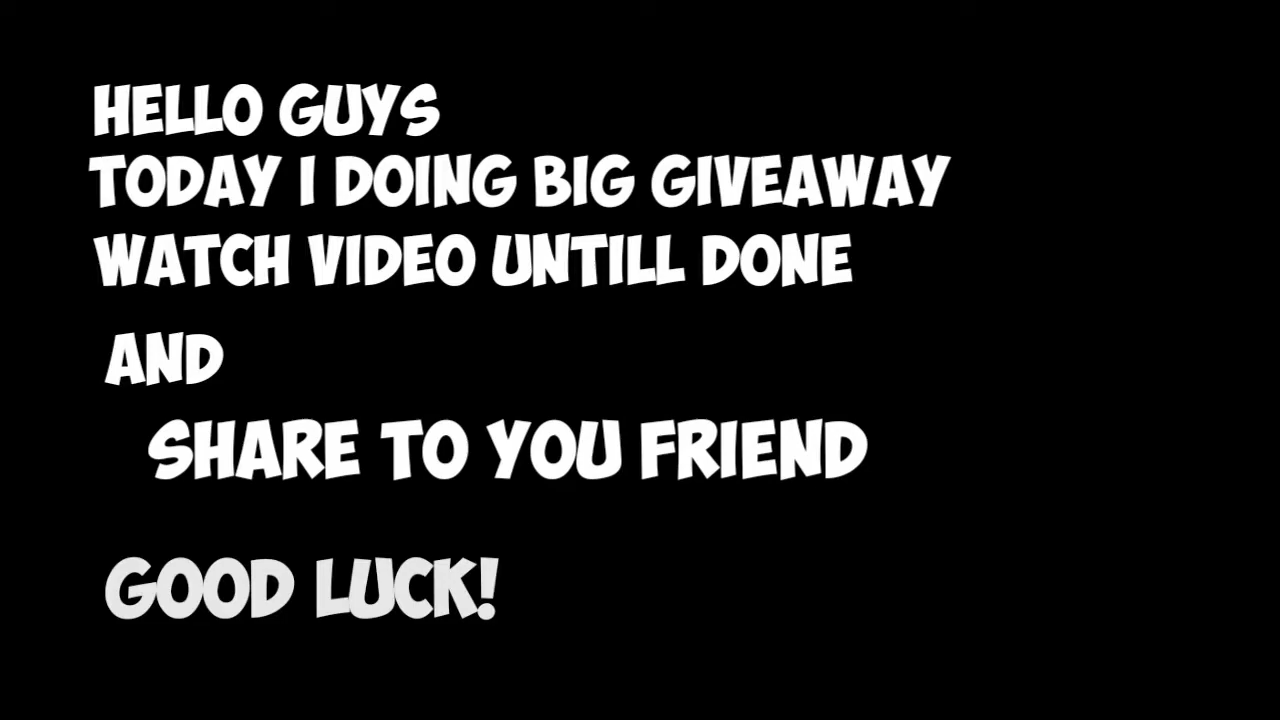 HELLO GUYS
TODAY I DOING BIG GIVEAWAY
WATCH VIDEO UNTILL DONE
AND
SHARE TO YOU FRIEND
GOOD LUCK!